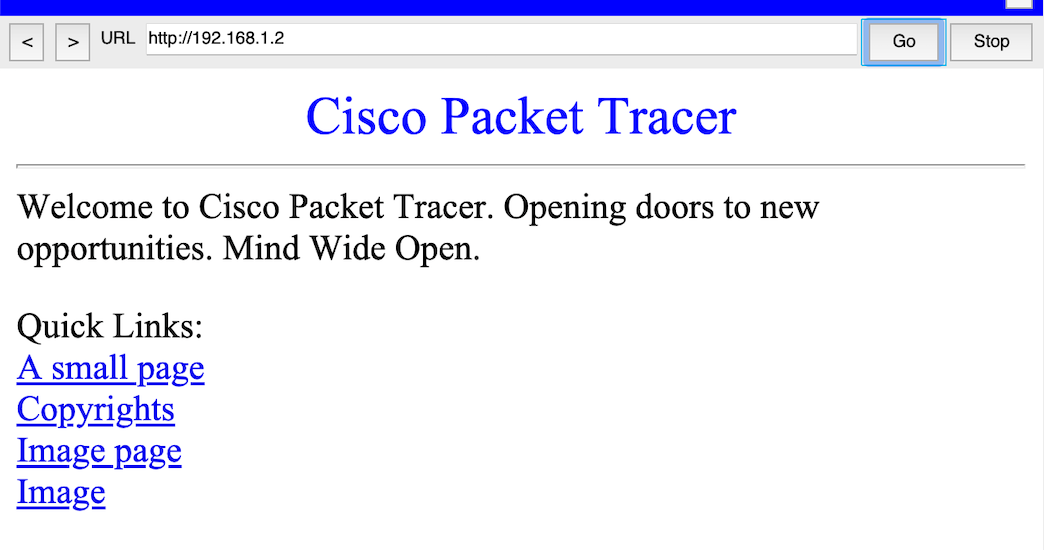 < > URL http://192.168.1.2 Go Stop
Cisco Packet Tracer
Welcome to Cisco Packet Tracer. Opening doors to new
opportunities. Mind Wide Open.
Quick Links:
A small page
Copyrights
Image page
Image